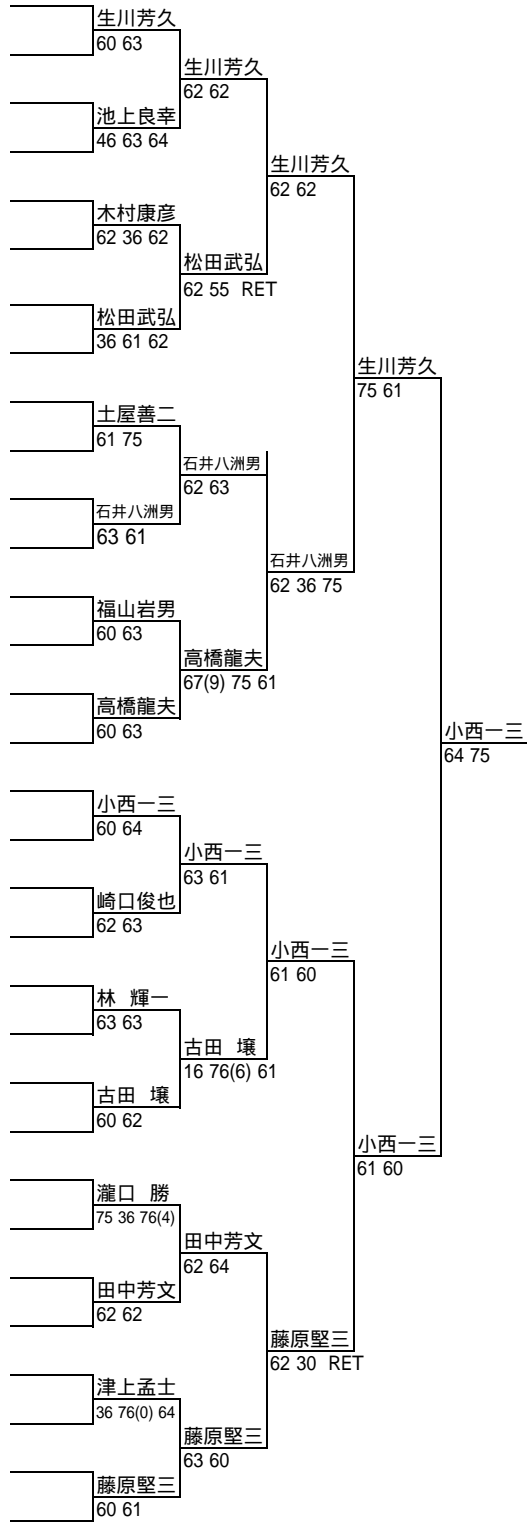 生川芳久
60 63
生川芳久
62 62
池上良幸
46 63 64
生川芳久
62 62
木村康彦
62 36 62
松田武弘
62 55 RET
松田武弘
36 61 62
生川芳久
75 61
土屋善二
61 75
石井八洲男
62 63
石井八洲男
63 61
石井八洲男
62 36 75
福山岩男
60 63
高橋龍夫
67(9) 75 61
高橋龍夫
60 63
小西一三
64 75
小西一三
60 64
小西一三
63 61
崎口俊也
62 63
小西一三
61 60
林 輝一
63 63
古田 壌
16 76(6) 61
古田 壌
60 62
小西一三
61 60
瀧口 勝
75 36 76(4)
田中芳文
62 64
田中芳文
62 62
藤原堅三
62 30 RET
津上孟士
36 76(0) 64
藤原堅三
63 60
藤原堅三
60 61